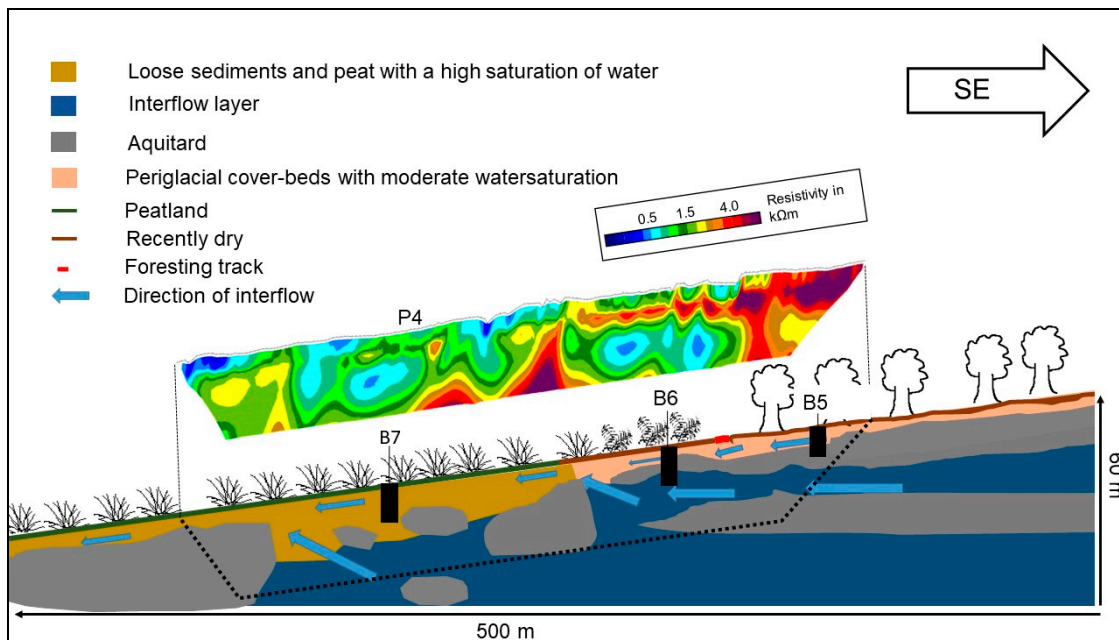 Loose sediments and peat with a high saturation of water
Interflow layer
Aquitard
Periglacial cover-beds with moderate watersaturation
Peatland
Recently dry
Foresting track
Direction of interflow
SE
Resistivity in
kΩm
0.5 1.5 4.0
P4
B7
B6
B5
60 m
500 m